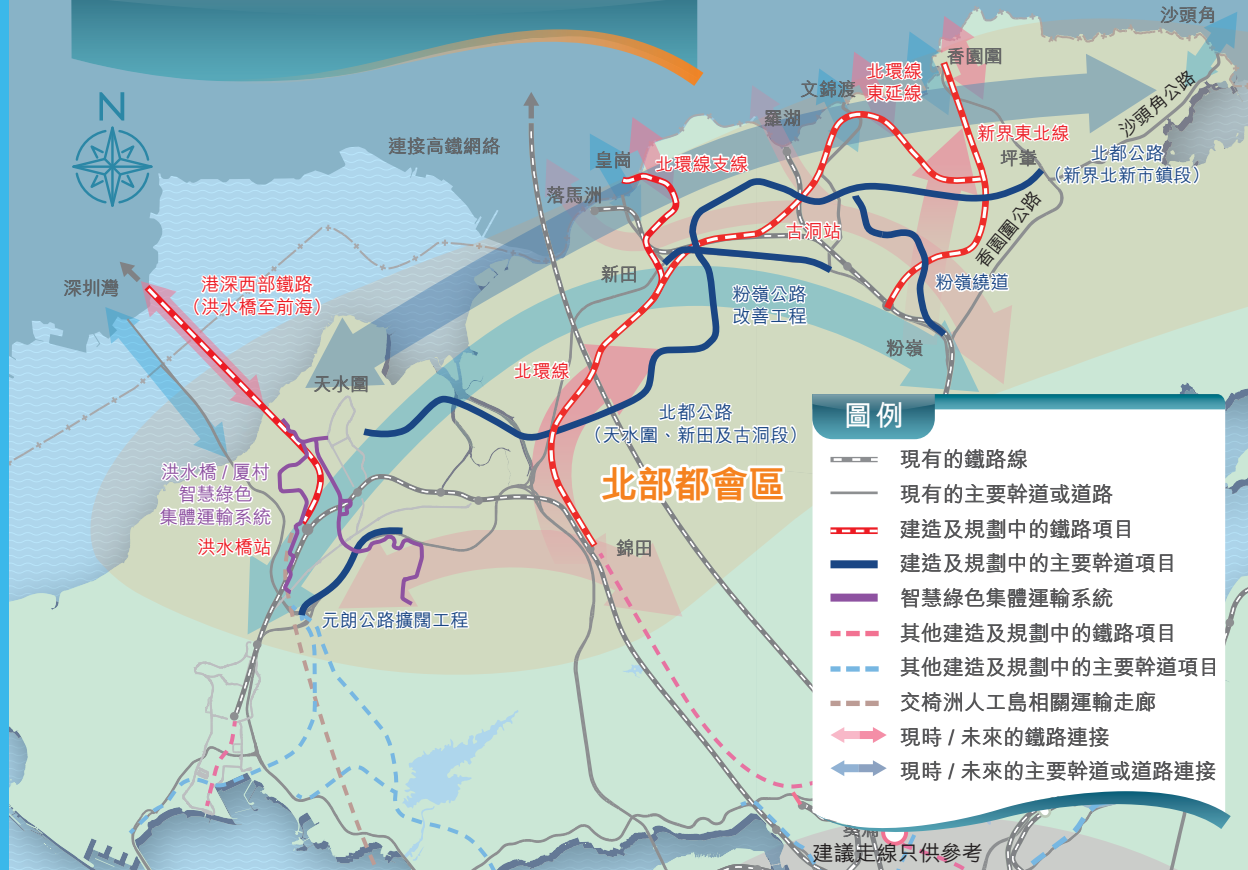 沙頭角
香園圍
北環線
東延線
文錦渡
沙頭角公路
羅湖
新界東北線
N
連接高鐵網絡
皇崗
北環線支線
坪輋
北都公路
（新界北新市鎮段）
落馬洲
古洞站
香園圍公路
深圳灣
港深西部鐵路
（洪水橋至前海）
新田
粉嶺公路
改善工程
粉嶺繞道
粉嶺
天水圍
北環線
北都公路
（天水圍、新田及古洞段）
洪水橋 / 厦村
智慧綠色
集體運輸系統
北部都會區
洪水橋站
錦田
元朗公路擴闊工程
圖例
現有的鐵路線
現有的主要幹道或道路
建造及規劃中的鐵路項目
建造及規劃中的主要幹道項目
智慧綠色集體運輸系統
其他建造及規劃中的鐵路項目
其他建造及規劃中的主要幹道項目
交椅洲人工島相關運輸走廊
現時 / 未來的鐵路連接
現時 / 未來的主要幹道或道路連接
建議走線只供參考